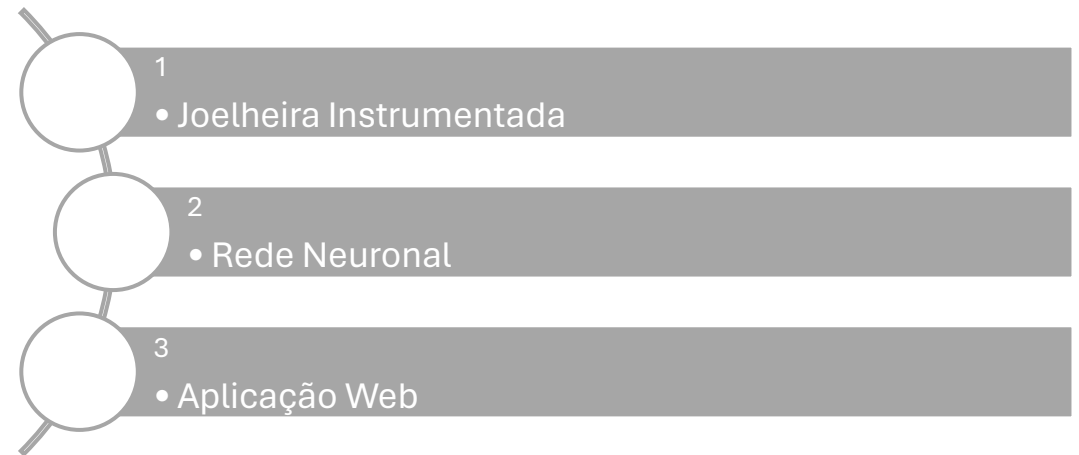 1
• Joelheira Instrumentada
2
• Rede Neuronal
3
• Aplicação Web